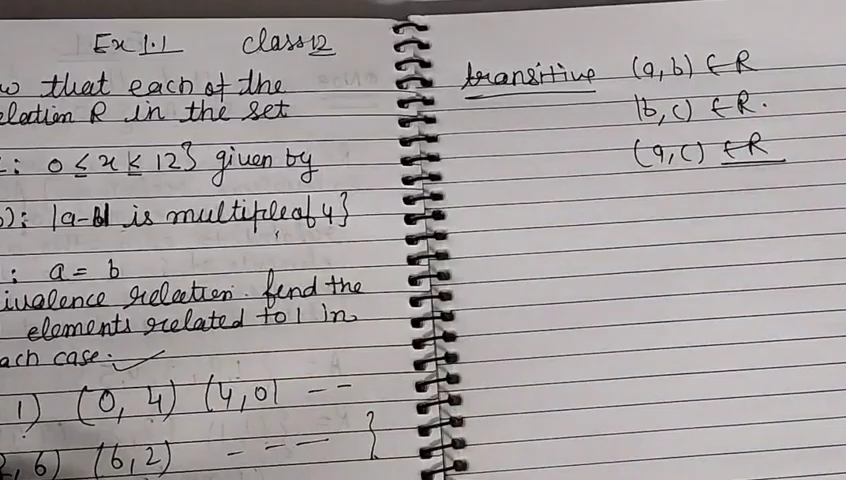 Ex 1.1 class 12
that each of the
relation R in the set
: 0 ≤ x ≤ 12} given by
): |a-b| is multiple of 4}
: a = b
ivalence relation. fend the
elements related to 1 in
ach case.
1) (0, 4) (4, 0) --
, 6) (6, 2) --- }
transitive (a, b) ∈ R
(b, c) ∈ R.
(a, c) ∈ R